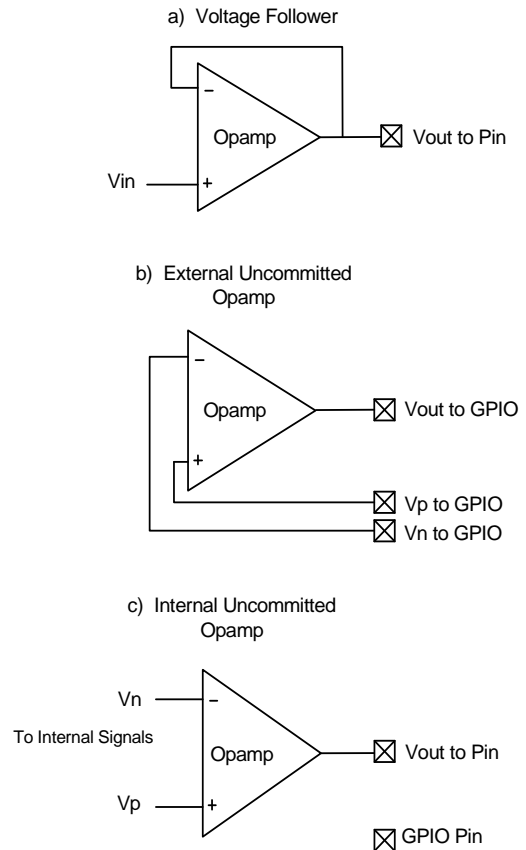 a) Voltage Follower
−
Opamp
Vout to Pin
Vin
+
b) External Uncommitted
Opamp
−
Opamp
Vout to GPIO
+
Vp to GPIO
Vn to GPIO
c) Internal Uncommitted
Opamp
Vn
−
To Internal Signals
Opamp
Vout to Pin
Vp
+
GPIO Pin